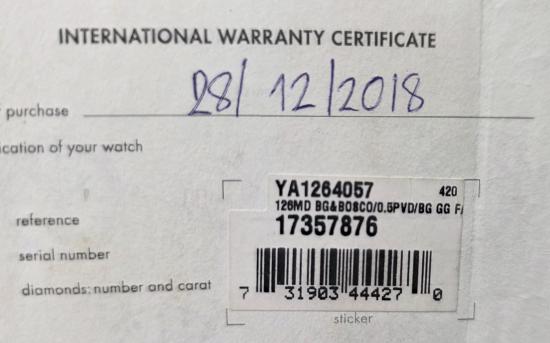 INTERNATIONAL WARRANTY CERTIFICATE
purchase 28/12/2018
ication of your watch
YA1264057 420
126MD BG&BOSCO/0.5PVD/BG GG F/
reference
17357876
serial number
diamonds: number and carat
7 31903 44427 0
sticker